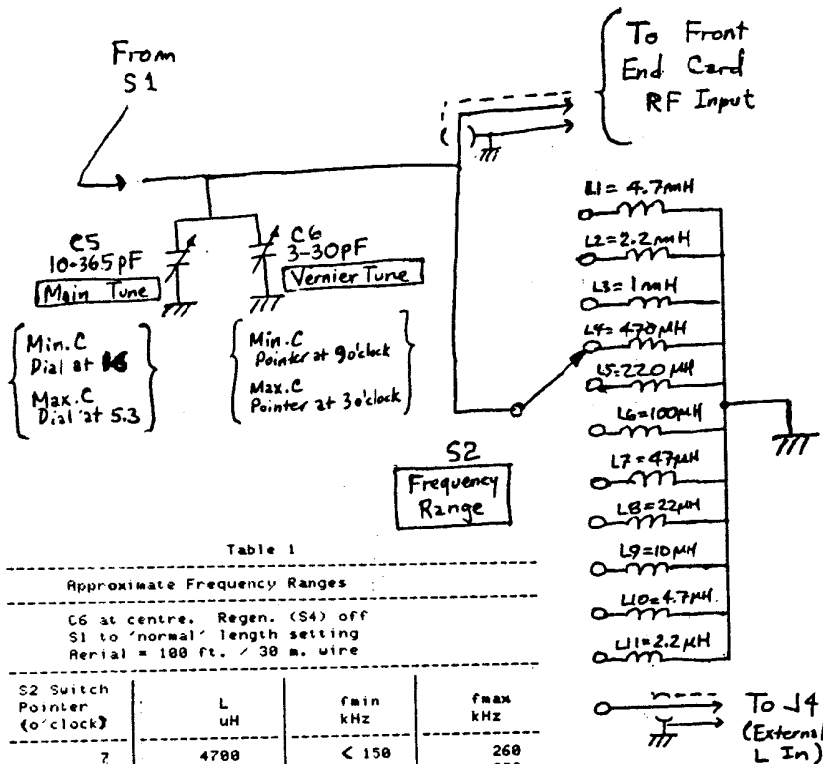 From
S1
To Front
End Card
RF Input
C5
10-365pF
Main Tune
C6
3-30pF
Vernier Tune
Min. C
Dial at
Max. C
Dial at 5.3
Min. C
Pointer at 9o'clock
Max. C
Pointer at 3o'clock
L1= 4.7mH
L2=2.2mH
L3=1mH
L4=470µH
L5=220µH
L6=100µH
L7=47µH
L8=22µH
L9=10µH
L10=4.7µH
L11=2.2µH
S2
Frequency
Range
To J4
(External
L In)
Table 1
Approximate Frequency Ranges
C6 at centre. Regen. (S4) off
S1 to 'normal' length setting
Aerial = 100 ft. / 30 m. wire
S2 Switch Pointer (o'clock) L uH fmin kHz fmax kHz
7 4700 < 150 260